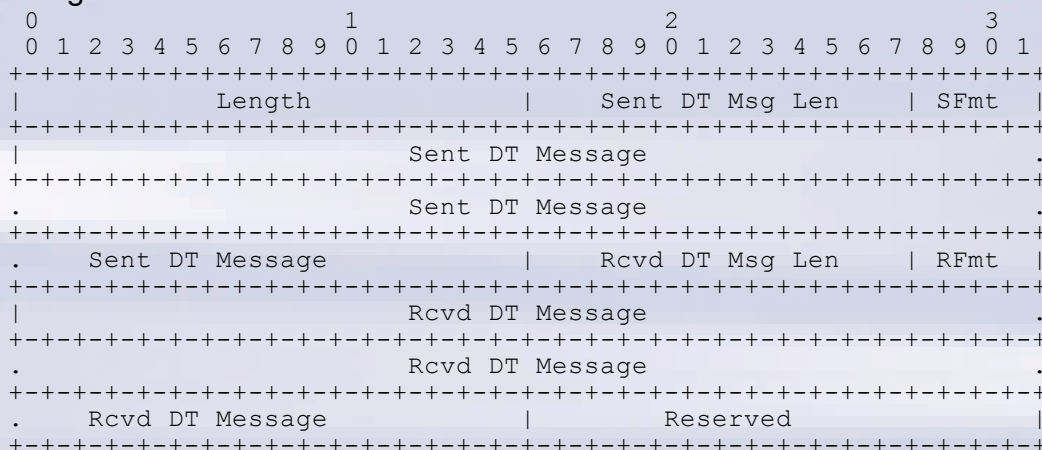 0                   1                   2                   3
 0 1 2 3 4 5 6 7 8 9 0 1 2 3 4 5 6 7 8 9 0 1 2 3 4 5 6 7 8 9 0 1
+-+-+-+-+-+-+-+-+-+-+-+-+-+-+-+-+-+-+-+-+-+-+-+-+-+-+-+-+-+-+-+-+
|            Length             |    Sent DT Msg Len    | SFmt  |
+-+-+-+-+-+-+-+-+-+-+-+-+-+-+-+-+-+-+-+-+-+-+-+-+-+-+-+-+-+-+-+-+
|                        Sent DT Message                        .
+-+-+-+-+-+-+-+-+-+-+-+-+-+-+-+-+-+-+-+-+-+-+-+-+-+-+-+-+-+-+-+-+
.                        Sent DT Message                        .
+-+-+-+-+-+-+-+-+-+-+-+-+-+-+-+-+-+-+-+-+-+-+-+-+-+-+-+-+-+-+-+-+
.    Sent DT Message            |    Rcvd DT Msg Len    | RFmt  |
+-+-+-+-+-+-+-+-+-+-+-+-+-+-+-+-+-+-+-+-+-+-+-+-+-+-+-+-+-+-+-+-+
|                        Rcvd DT Message                        .
+-+-+-+-+-+-+-+-+-+-+-+-+-+-+-+-+-+-+-+-+-+-+-+-+-+-+-+-+-+-+-+-+
.                        Rcvd DT Message                        .
+-+-+-+-+-+-+-+-+-+-+-+-+-+-+-+-+-+-+-+-+-+-+-+-+-+-+-+-+-+-+-+-+
.    Rcvd DT Message            |        Reserved               |
+-+-+-+-+-+-+-+-+-+-+-+-+-+-+-+-+-+-+-+-+-+-+-+-+-+-+-+-+-+-+-+-+